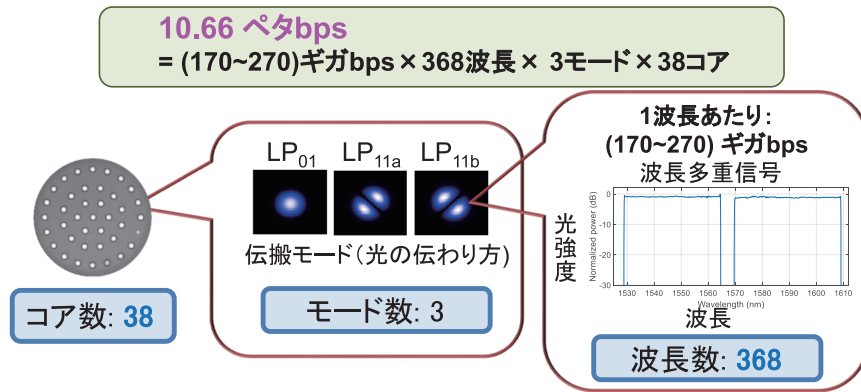 10.66 ペタbps
= (170~270)ギガbps × 368波長 × 3モード × 38コア
コア数: 38
LP01 LP11a LP11b
伝搬モード(光の伝わり方)
モード数: 3
1波長あたり:
(170~270) ギガbps
波長多重信号
光強度
Normalized power (dB)
0
-10
-20
-30
1530 1540 1550 1560 1570 1580 1590 1600 1610
Wavelength (nm)
波長
波長数: 368